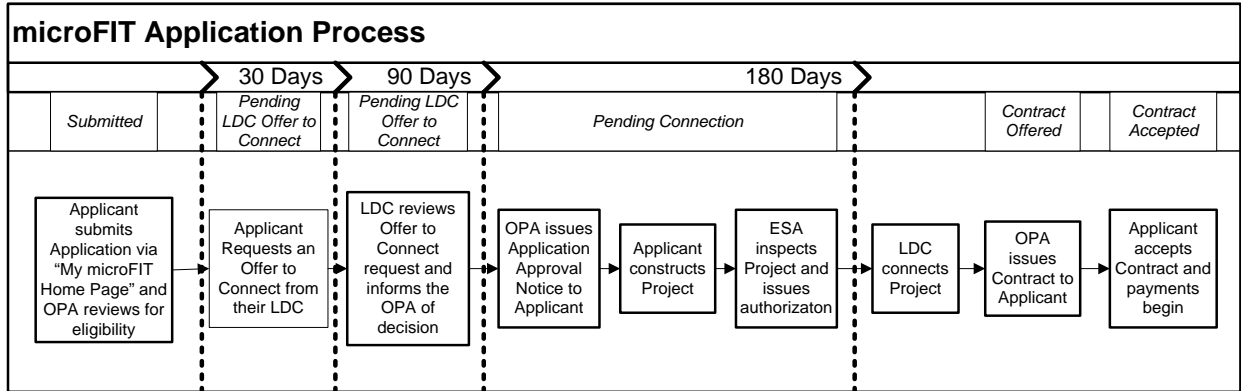 microFIT Application Process
30 Days
90 Days
180 Days
Submitted
Pending
LDC Offer to
Connect
Pending LDC
Offer to
Connect
Pending Connection
Contract
Offered
Contract
Accepted
Applicant
submits
Application via
“My microFIT
Home Page” and
OPA reviews for
eligibility
Applicant
Requests an
Offer to
Connect from
their LDC
LDC reviews
Offer to
Connect
request and
informs the
OPA of
decision
OPA issues
Application
Approval
Notice to
Applicant
Applicant
constructs
Project
ESA
inspects
Project and
issues
authorizaton
LDC
connects
Project
OPA
issues
Contract to
Applicant
Applicant
accepts
Contract and
payments
begin